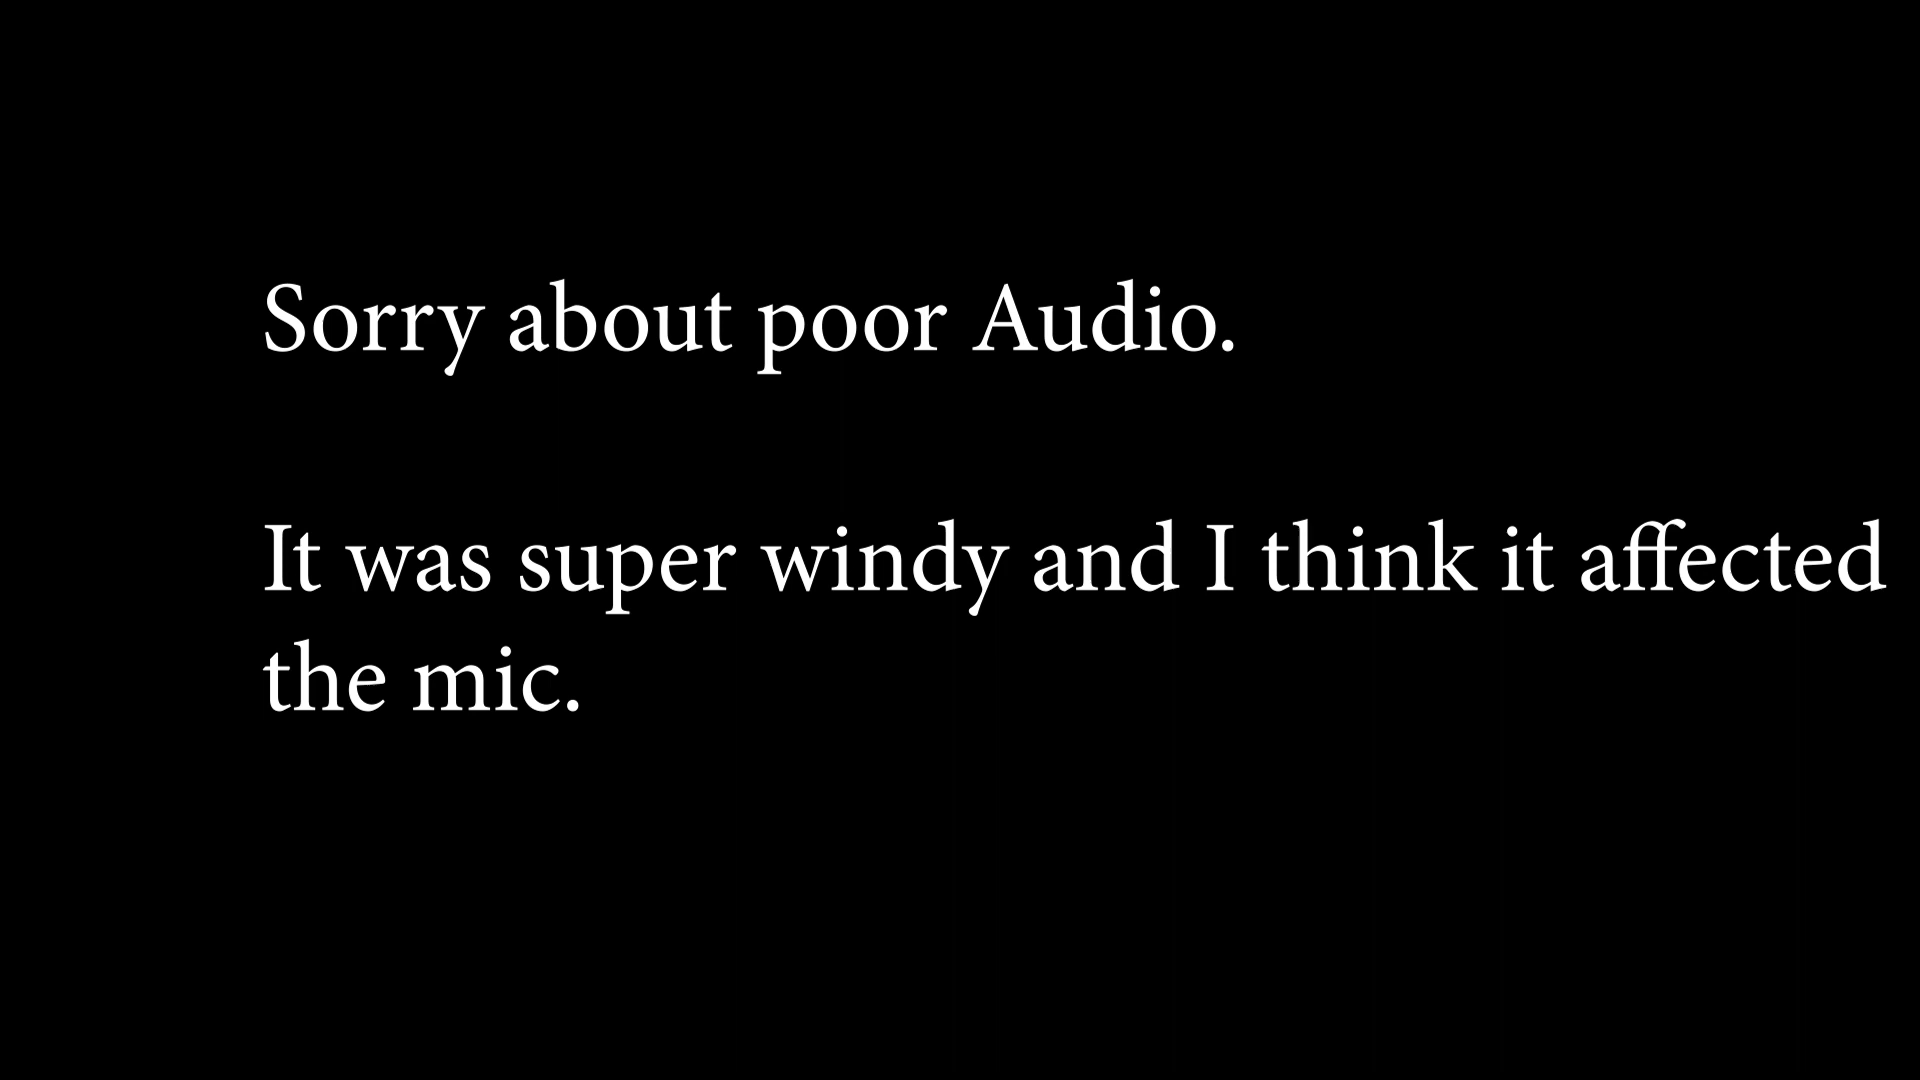 Sorry about poor Audio.
It was super windy and I think it affected
the mic.